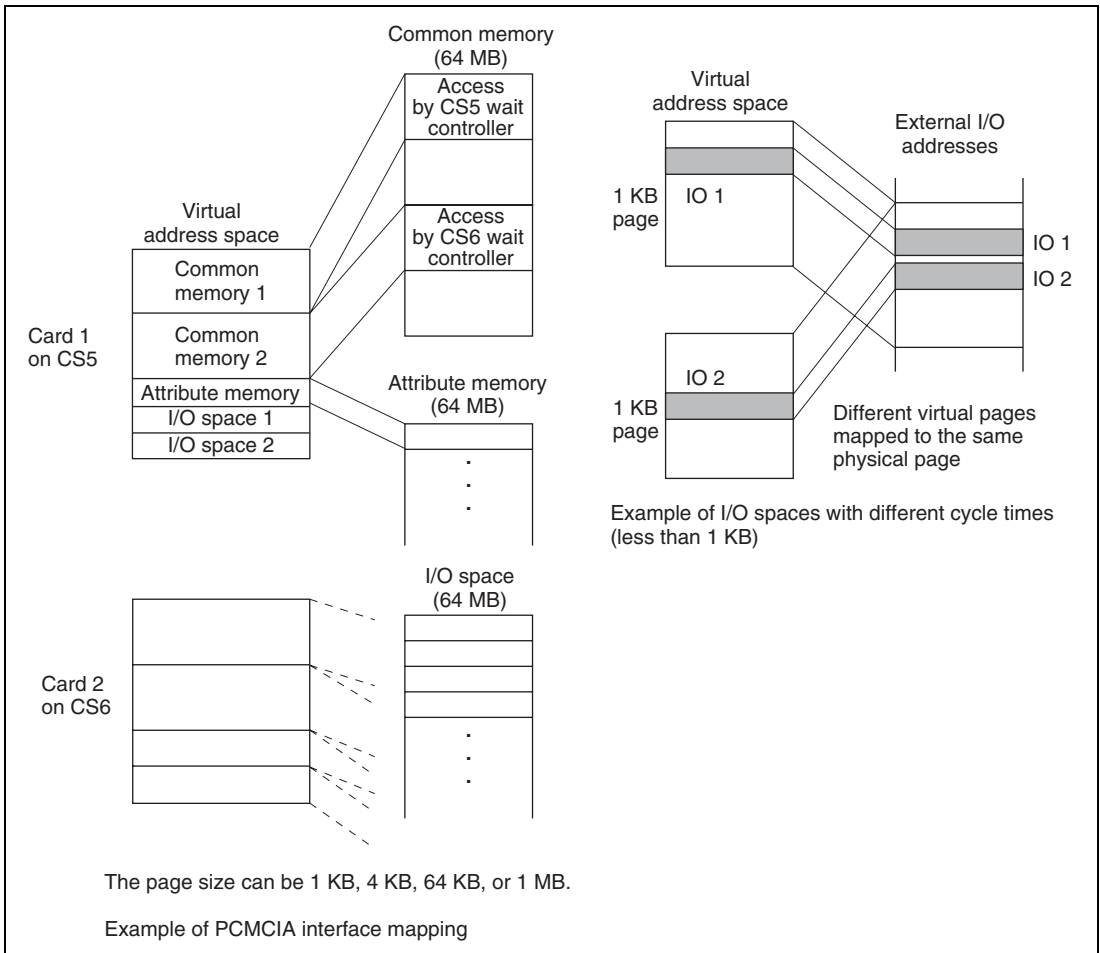 Common memory
(64 MB)
Access
by CS5 wait
controller
Access
by CS6 wait
controller
Virtual
address space
Common
memory 1
Common
memory 2
Attribute memory
I/O space 1
I/O space 2
Card 1
on CS5
Attribute memory
(64 MB)
.
.
.
I/O space
(64 MB)
.
.
.
Card 2
on CS6
The page size can be 1 KB, 4 KB, 64 KB, or 1 MB.
Example of PCMCIA interface mapping
Virtual
address space
External I/O
addresses
1 KB
page
IO 1
IO 1
IO 2
IO 2
1 KB
page
Different virtual pages
mapped to the same
physical page
Example of I/O spaces with different cycle times
(less than 1 KB)